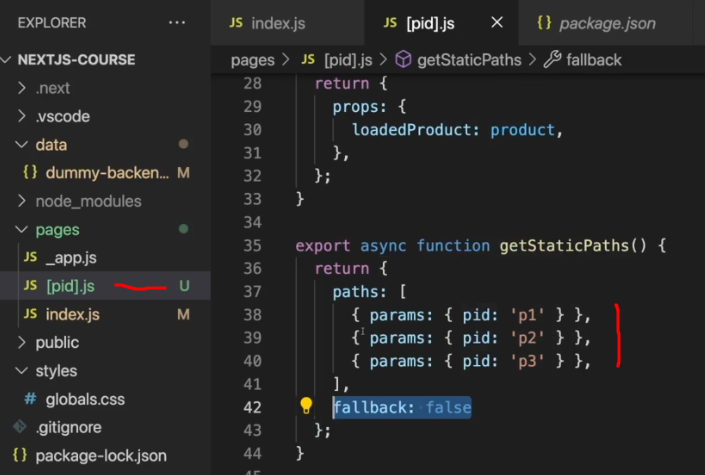 EXPLORER ...
NEXTJS-COURSE
.next
.vscode
data
{} dummy-backen... M
node_modules
pages
JS _app.js
JS [pid].js U
JS index.js M
public
styles
# globals.css
.gitignore
{} package-lock.json
JS index.js
JS [pid].js
{} package.json
pages > JS [pid].js > getStaticPaths > fallback
28 return {
29 props: {
30 loadedProduct: product,
31 },
32 };
33 }
34
35 export async function getStaticPaths() {
36 return {
37 paths: [
38 { params: { pid: 'p1' } },
39 { params: { pid: 'p2' } },
40 { params: { pid: 'p3' } },
41 ],
42 fallback: false
43 };
44 }